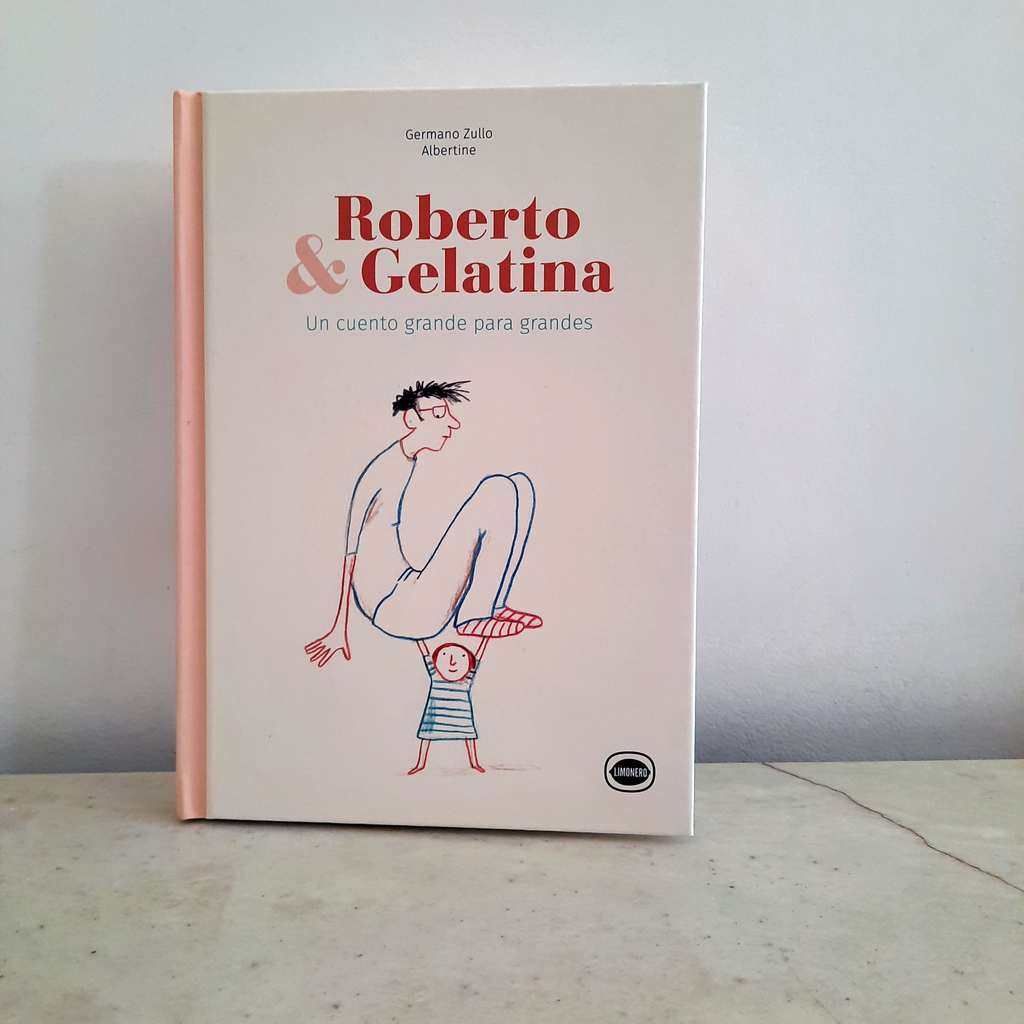 Germano Zullo
Albertine
Roberto
& Gelatina
Un cuento grande para grandes
LIMONERO